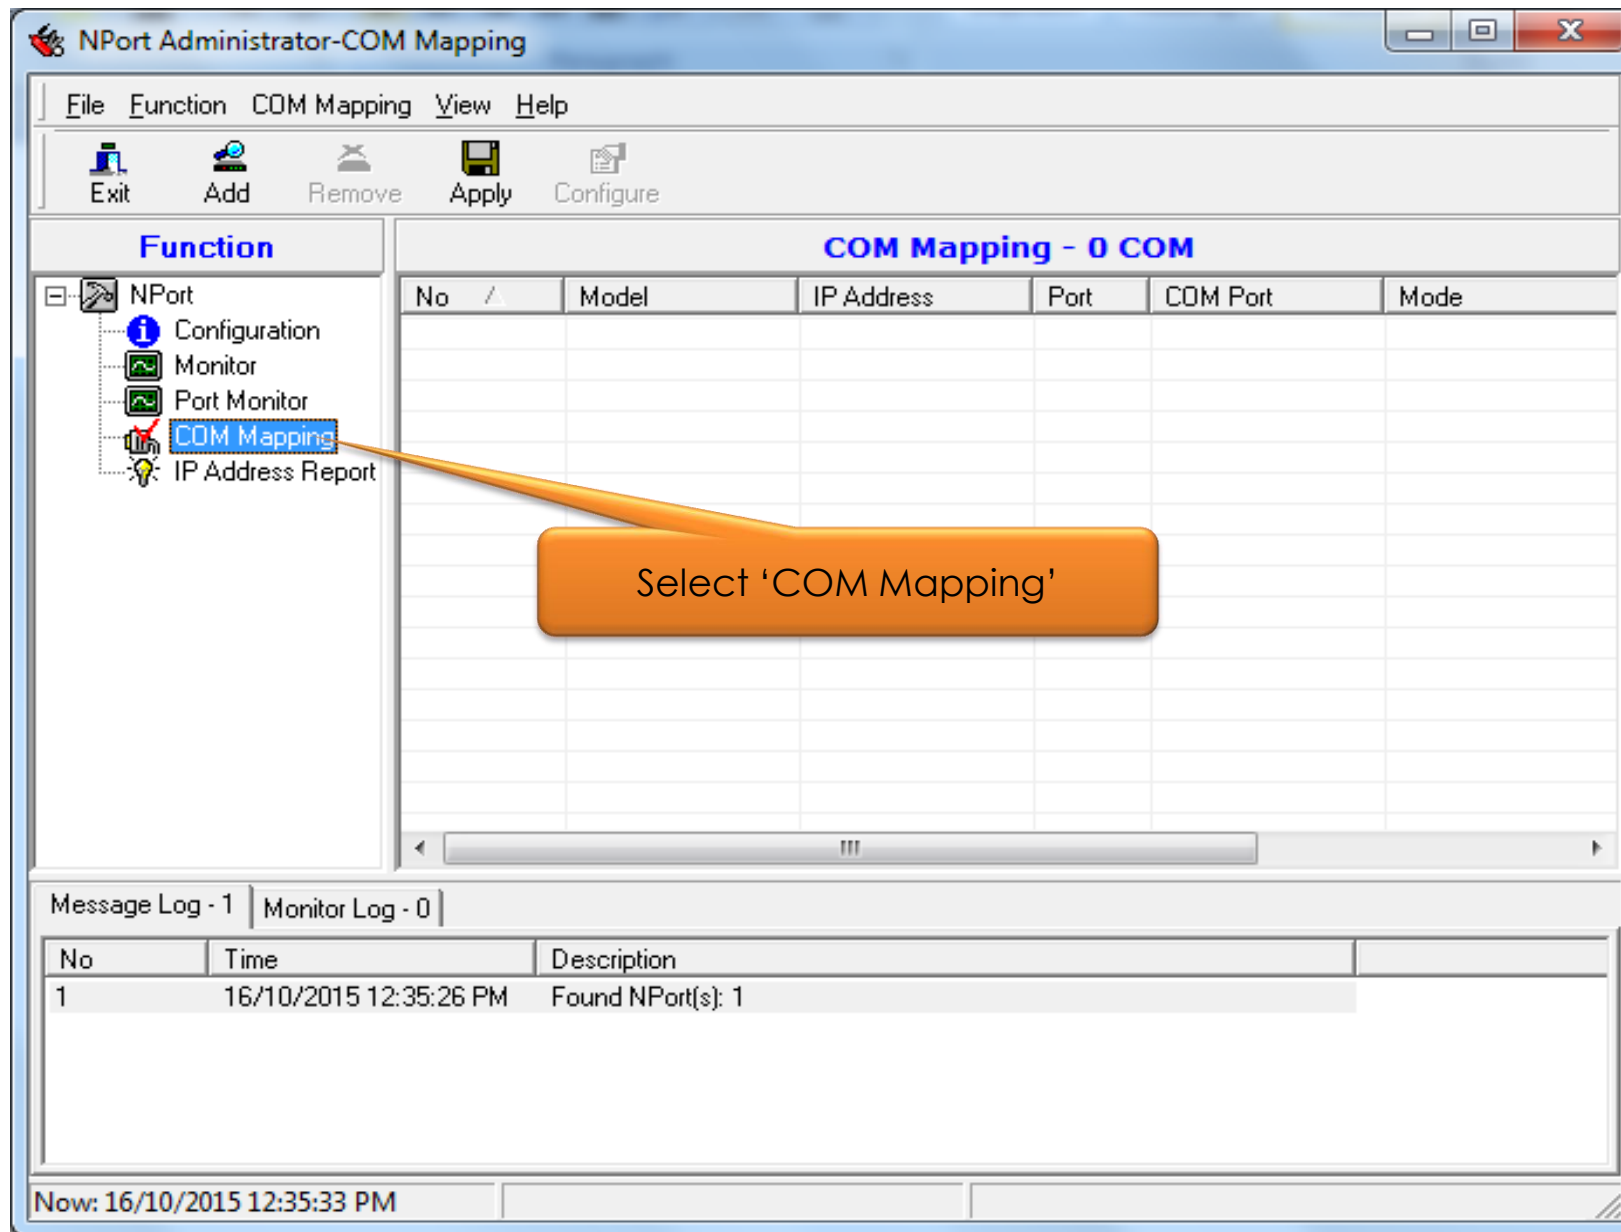 NPort Administrator-COM Mapping
File Function COM Mapping View Help
Exit Add Remove Apply Configure
Function
COM Mapping - 0 COM
NPort
Configuration
Monitor
Port Monitor
COM Mapping
IP Address Report
No Model IP Address Port COM Port Mode
Select ‘COM Mapping’
Message Log - 1 Monitor Log - 0
No Time Description
1 16/10/2015 12:35:26 PM Found NPort(s): 1
Now: 16/10/2015 12:35:33 PM